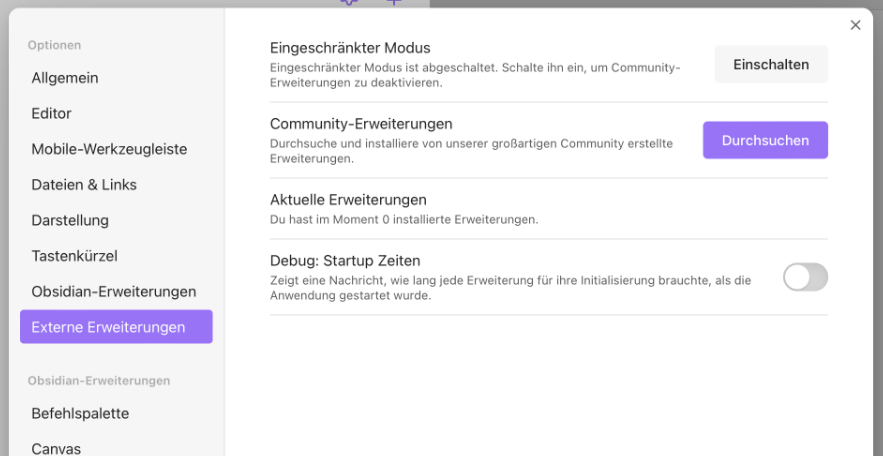 Optionen
Allgemein
Editor
Mobile-Werkzeugleiste
Dateien & Links
Darstellung
Tastenkürzel
Obsidian-Erweiterungen
Externe Erweiterungen
Obsidian-Erweiterungen
Befehlspalette
Canvas
Eingeschränkter Modus
Eingeschränkter Modus ist abgeschaltet. Schalte ihn ein, um Community-
Erweiterungen zu deaktivieren.
Einschalten
Community-Erweiterungen
Durchsuche und installiere von unserer großartigen Community erstellte
Erweiterungen.
Durchsuchen
Aktuelle Erweiterungen
Du hast im Moment 0 installierte Erweiterungen.
Debug: Startup Zeiten
Zeigt eine Nachricht, wie lang jede Erweiterung für ihre Initialisierung brauchte, als die
Anwendung gestartet wurde.